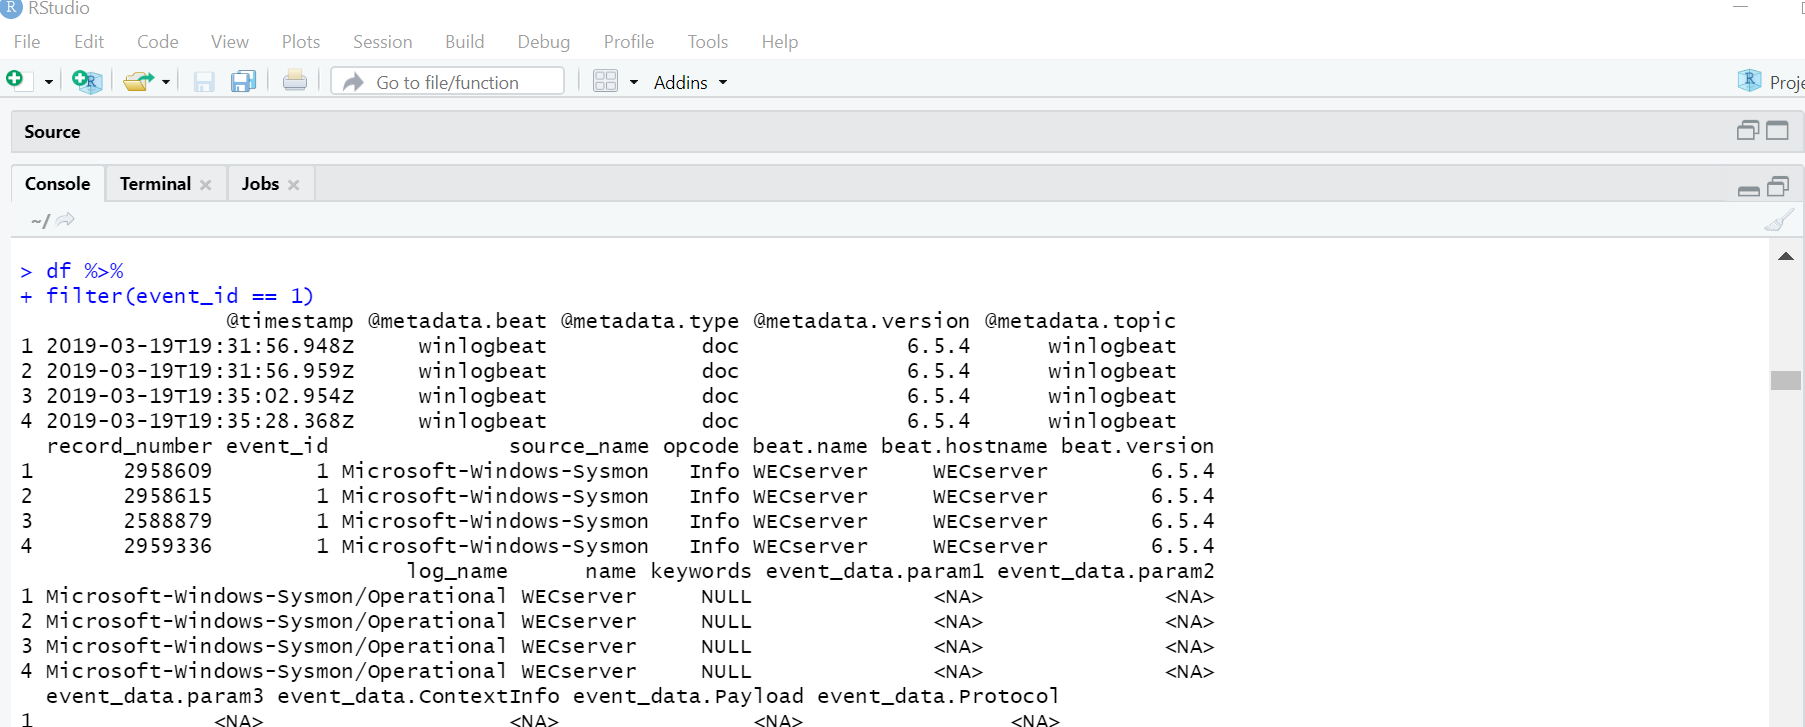 RStudio
File Edit Code View Plots Session Build Debug Profile Tools Help
Go to file/function Addins
Source
Console Terminal Jobs
~/
> df %>%
+ filter(event_id == 1)
@timestamp @metadata.beat @metadata.type @metadata.version @metadata.topic
1 2019-03-19T19:31:56.948Z winlogbeat doc 6.5.4 winlogbeat
2 2019-03-19T19:31:56.959Z winlogbeat doc 6.5.4 winlogbeat
3 2019-03-19T19:35:02.954Z winlogbeat doc 6.5.4 winlogbeat
4 2019-03-19T19:35:28.368Z winlogbeat doc 6.5.4 winlogbeat
record_number event_id source_name opcode beat.name beat.hostname beat.version
1 2958609 1 Microsoft-Windows-Sysmon Info WECserver WECserver 6.5.4
2 2958615 1 Microsoft-Windows-Sysmon Info WECserver WECserver 6.5.4
3 2588879 1 Microsoft-Windows-Sysmon Info WECserver WECserver 6.5.4
4 2959336 1 Microsoft-Windows-Sysmon Info WECserver WECserver 6.5.4
log_name name keywords event_data.param1 event_data.param2
1 Microsoft-Windows-Sysmon/Operational WECserver NULL <NA> <NA>
2 Microsoft-Windows-Sysmon/Operational WECserver NULL <NA> <NA>
3 Microsoft-Windows-Sysmon/Operational WECserver NULL <NA> <NA>
4 Microsoft-Windows-Sysmon/Operational WECserver NULL <NA> <NA>
event_data.param3 event_data.ContextInfo event_data.Payload event_data.Protocol
1 <NA> <NA> <NA> <NA>